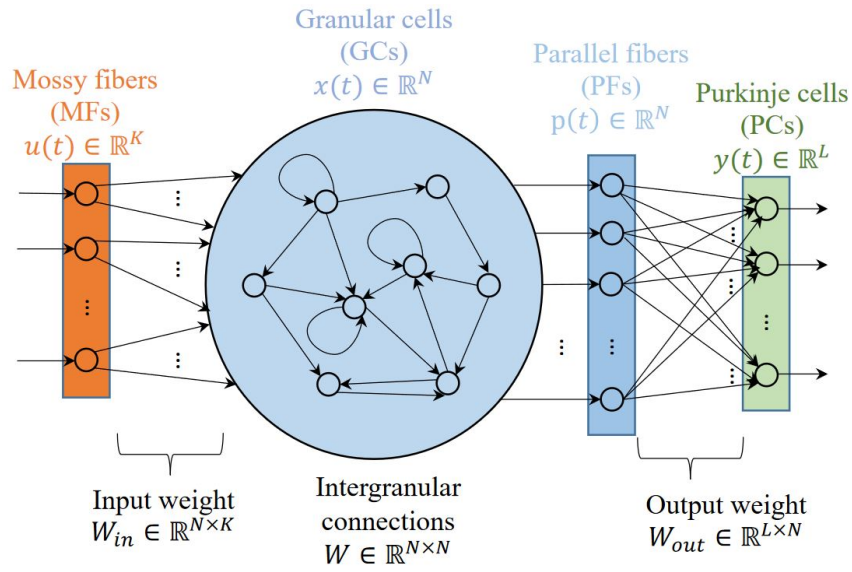 Granular cells
(GCs)
x(t) ∈ ℝ^N
Mossy fibers
(MFs)
u(t) ∈ ℝ^K
Parallel fibers
(PFs)
p(t) ∈ ℝ^N
Purkinje cells
(PCs)
y(t) ∈ ℝ^L
...
...
...
...
...
...
...
...
...
...
...
Input weight
W_in ∈ ℝ^{N×K}
Intergranular
connections
W ∈ ℝ^{N×N}
Output weight
W_out ∈ ℝ^{L×N}